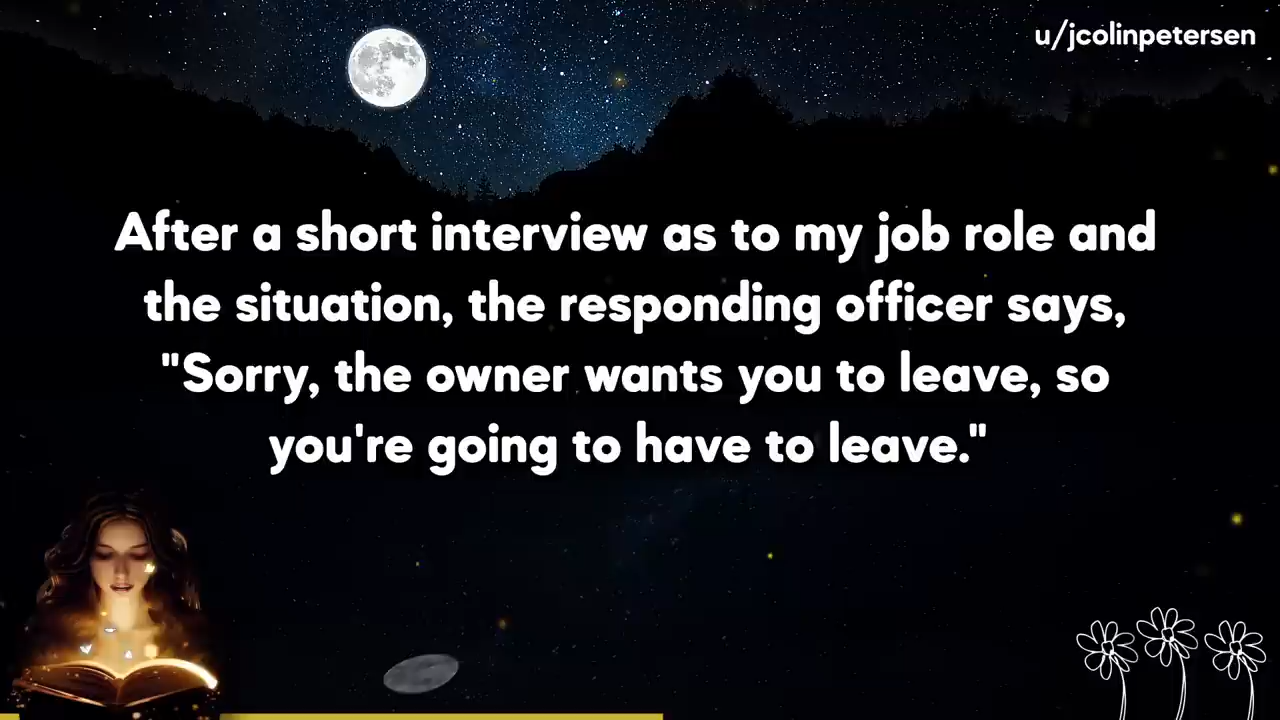 u/jcolinpetersen
After a short interview as to my job role and
the situation, the responding officer says,
"Sorry, the owner wants you to leave, so
you're going to have to leave."